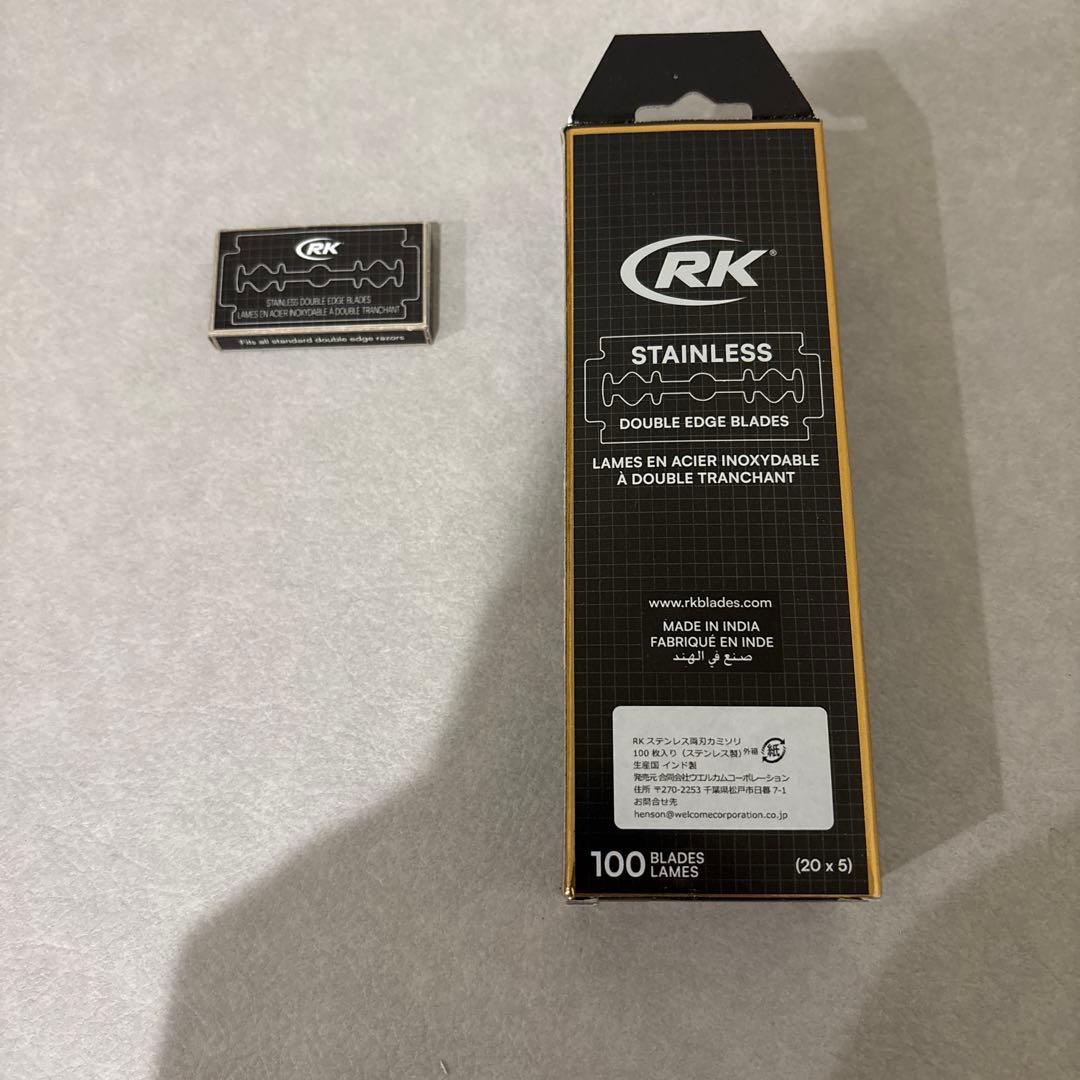 RK
STAINLESS DOUBLE EDGE BLADES
LAMES EN ACIER INOXYDABLE À DOUBLE TRANCHANT
Fits all standard double edge razors
RK®
STAINLESS
DOUBLE EDGE BLADES
LAMES EN ACIER INOXYDABLE
À DOUBLE TRANCHANT
www.rkblades.com
MADE IN INDIA
FABRIQUÉ EN INDE
صنع في الهند
RK ステンレス両刃カミソリ
100 枚入り（ステンレス製）外箱 紙
生産国 インド製
発売元 合同会社ウエルカムコーポレーション
住所 〒270-2253 千葉県松戸市日暮 7-1
お問合せ先
henson@welcomecorporation.co.jp
100 BLADES
LAMES
(20 x 5)